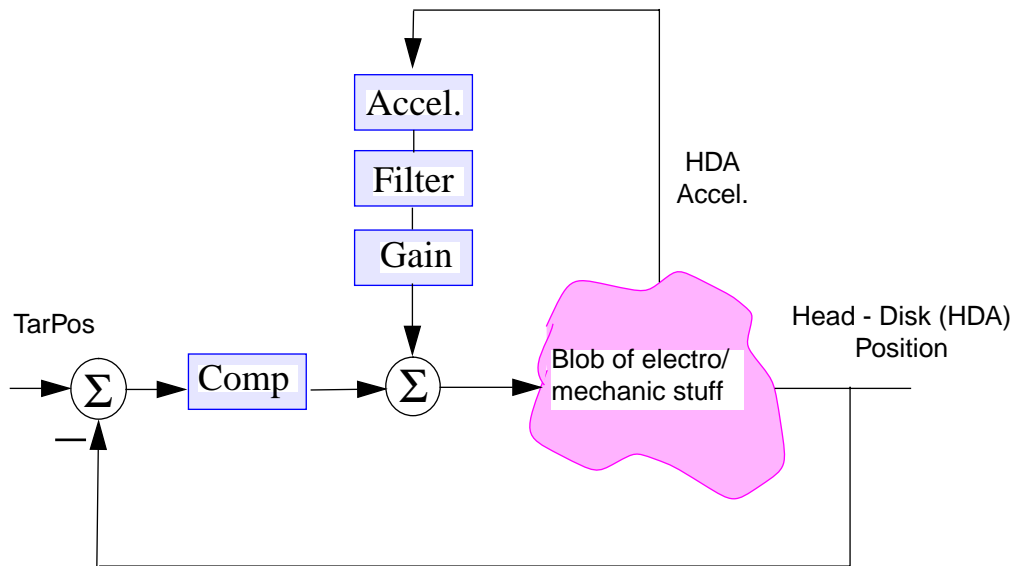 Accel.
Filter
Gain
HDA
Accel.
TarPos
Σ
Comp
Σ
Blob of electro/
mechanic stuff
Head - Disk (HDA)
Position
—